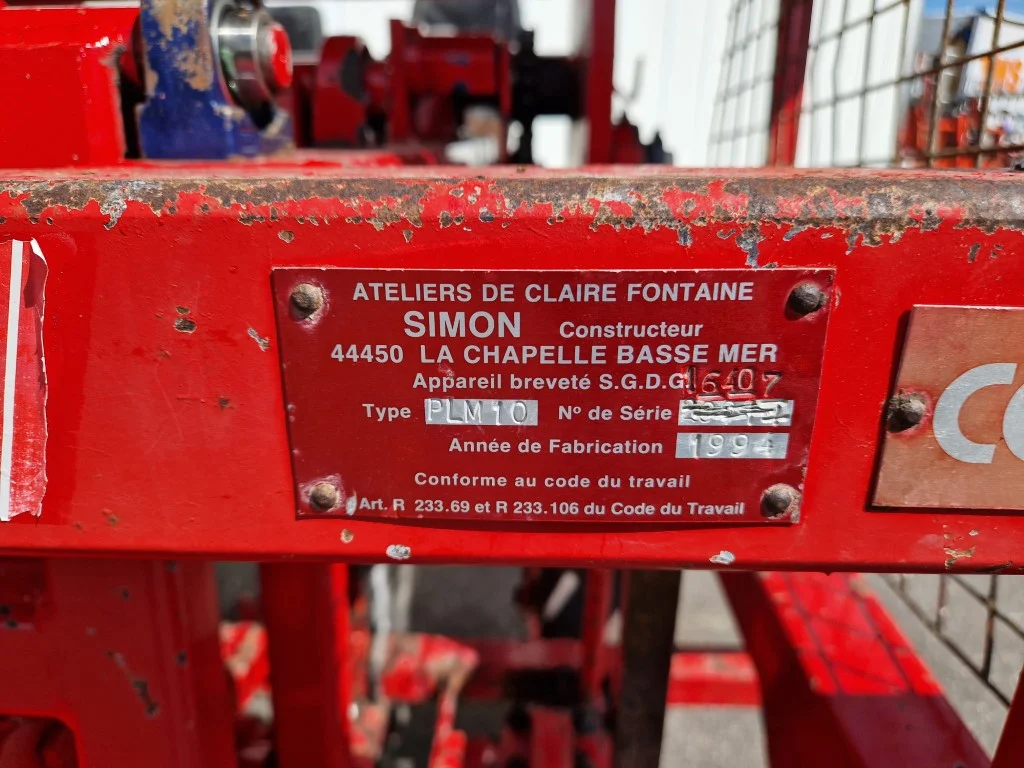 ATELIERS DE CLAIRE FONTAINE
SIMON Constructeur
44450 LA CHAPELLE BASSE MER
Appareil breveté S.G.D.G. 16407
Type PLM10 N° de Série
Année de Fabrication 1994
Conforme au code du travail
Art. R 233.69 et R 233.106 du Code du Travail